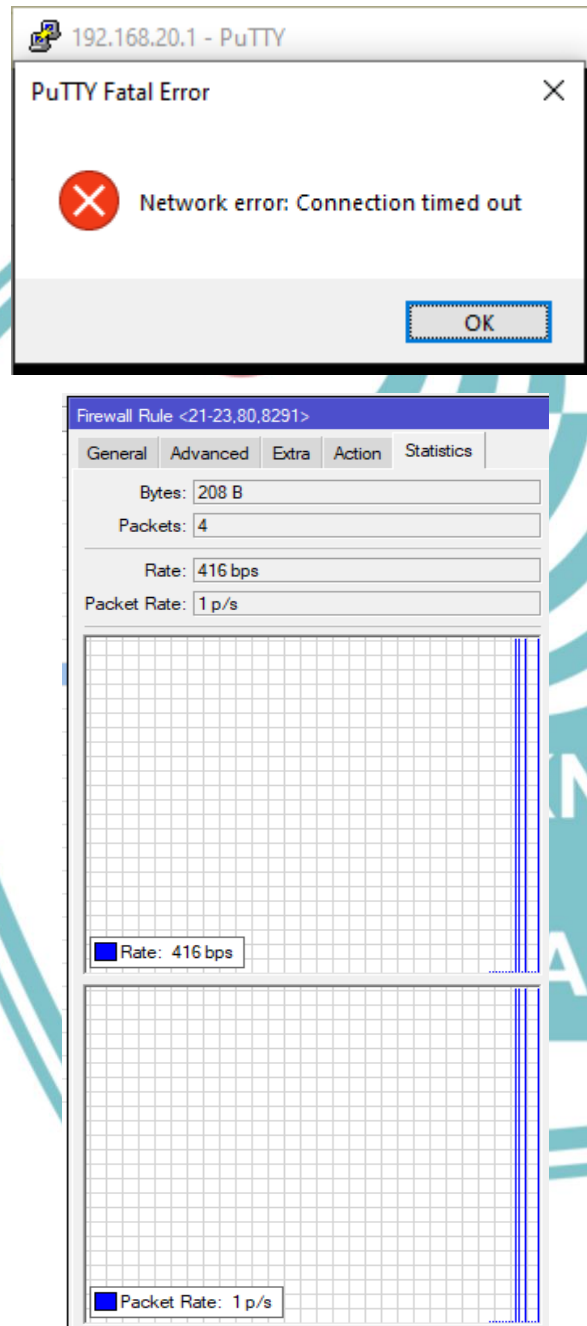 192.168.20.1 - PuTTY
PuTTY Fatal Error
Network error: Connection timed out
OK
Firewall Rule <21-23,80,8291>
General Advanced Extra Action Statistics
Bytes: 208 B
Packets: 4
Rate: 416 bps
Packet Rate: 1 p/s
Rate: 416 bps
Packet Rate: 1 p/s